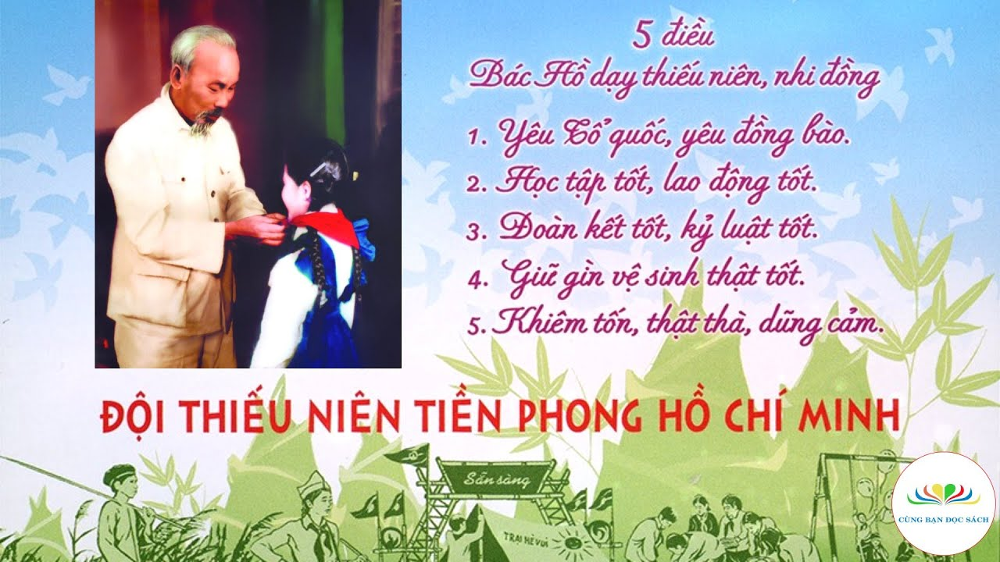 5 điều
Bác Hồ dạy thiếu niên, nhi đồng
1. Yêu Tổ quốc, yêu đồng bào.
2. Học tập tốt, lao động tốt.
3. Đoàn kết tốt, kỷ luật tốt.
4. Giữ gìn vệ sinh thật tốt.
5. Khiêm tốn, thật thà, dũng cảm.
ĐỘI THIẾU NIÊN TIỀN PHONG HỒ CHÍ MINH
Sẵn sàng
TRẠI HÈ VUI
CÙNG BẠN ĐỌC SÁCH